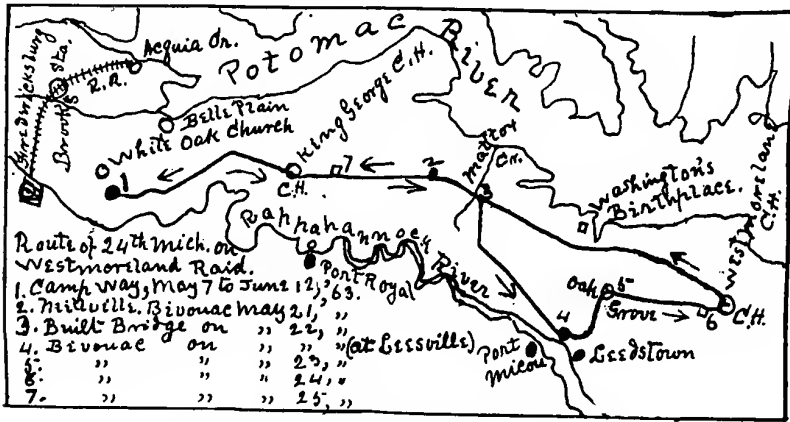 Fredericksburg
Brooks Sta.
R.R.
Acquia Cr.
Potomac River
Belle Plain
White Oak Church
King George C.H.
1
C.H.
7
2
Mattox Cr.
3
Washington's
Birthplace.
Westmoreland C.H.
Rappahannock River
Port Royal
Oak 5
Grove
6
C.H.
4
Port
Micou
Leedstown
Route of 24th Mich. on
Westmoreland Raid.
1. Camp Way, May 7 to June 12, '63.
2. Millville. Bivouac May 21, "
3. Built Bridge on " 22, "
4. Bivouac on " " " (at Leesville)
5. " " " 23, "
6. " " " 24, "
7. " " " 25, "